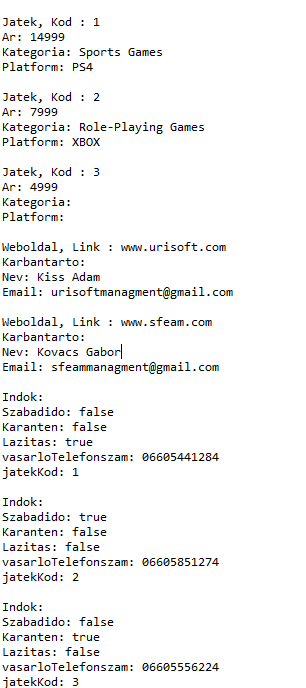 Jatek, Kod : 1
Ar: 14999
Kategoria: Sports Games
Platform: PS4
Jatek, Kod : 2
Ar: 7999
Kategoria: Role-Playing Games
Platform: XBOX
Jatek, Kod : 3
Ar: 4999
Kategoria:
Platform:
Weboldal, Link : www.urisoft.com
Karbantarto:
Nev: Kiss Adam
Email: urisoftmanagment@gmail.com
Weboldal, Link : www.sfeam.com
Karbantarto:
Nev: Kovacs Gabor
Email: sfeammanagment@gmail.com
Indok:
Szabadido: false
Karanten: false
Lazitas: true
vasarloTelefonszam: 06605441284
jatekKod: 1
Indok:
Szabadido: true
Karanten: false
Lazitas: false
vasarloTelefonszam: 06605851274
jatekKod: 2
Indok:
Szabadido: false
Karanten: true
Lazitas: false
vasarloTelefonszam: 06605556224
jatekKod: 3